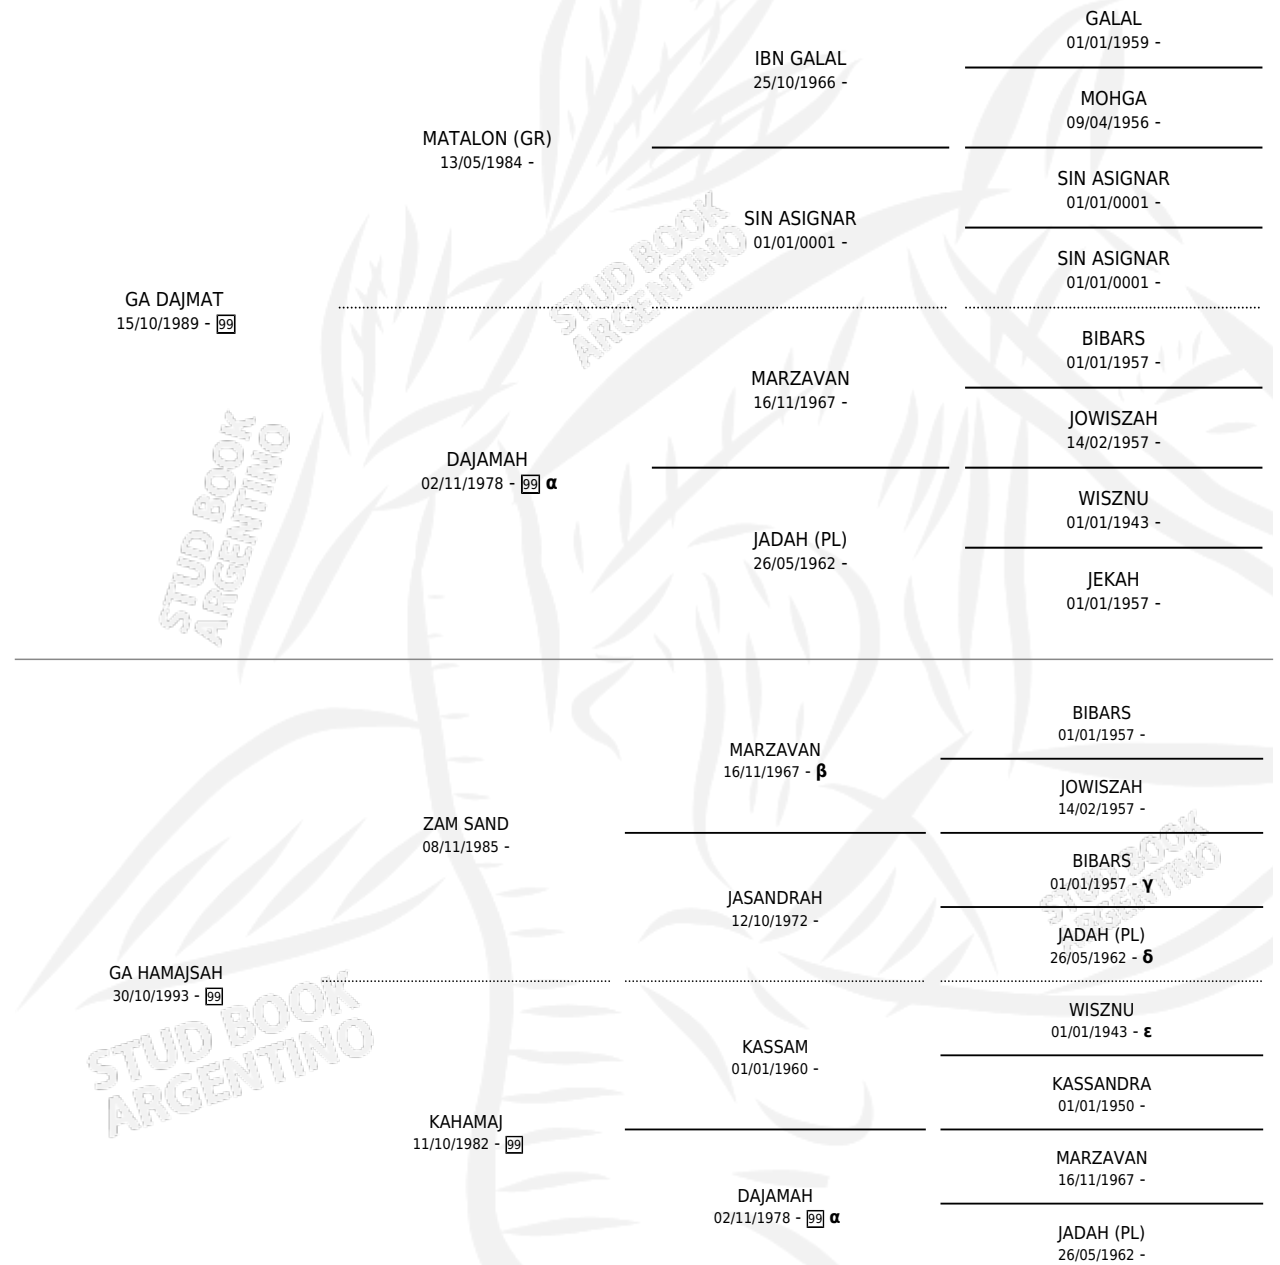 GALAL
01/01/1959 -
IBN GALAL
25/10/1966 -
MOHGA
09/04/1956 -
MATALON (GR)
13/05/1984 -
SIN ASIGNAR
01/01/0001 -
SIN ASIGNAR
01/01/0001 -
SIN ASIGNAR
01/01/0001 -
GA DAJMAT
15/10/1989 - 99
BIBARS
01/01/1957 -
MARZAVAN
16/11/1967 -
JOWISZAH
14/02/1957 -
DAJAMAH
02/11/1978 - 99 α
WISZNU
01/01/1943 -
JADAH (PL)
26/05/1962 -
JEKAH
01/01/1957 -
STUD BOOK
ARGENTINO
STUD BOOK
ARGENTINO
BIBARS
01/01/1957 -
MARZAVAN
16/11/1967 - β
JOWISZAH
14/02/1957 -
ZAM SAND
08/11/1985 -
BIBARS
01/01/1957 - γ
JASANDRAH
12/10/1972 -
JADAH (PL)
26/05/1962 - δ
GA HAMAJSAH
30/10/1993 - 99
WISZNU
01/01/1943 - ε
KASSAM
01/01/1960 -
KASSANDRA
01/01/1950 -
KAHAMAJ
11/10/1982 - 99
MARZAVAN
16/11/1967 -
DAJAMAH
02/11/1978 - 99 α
JADAH (PL)
26/05/1962 -
STUD BOOK
ARGENTINO
STUD BOOK
ARGENTINO